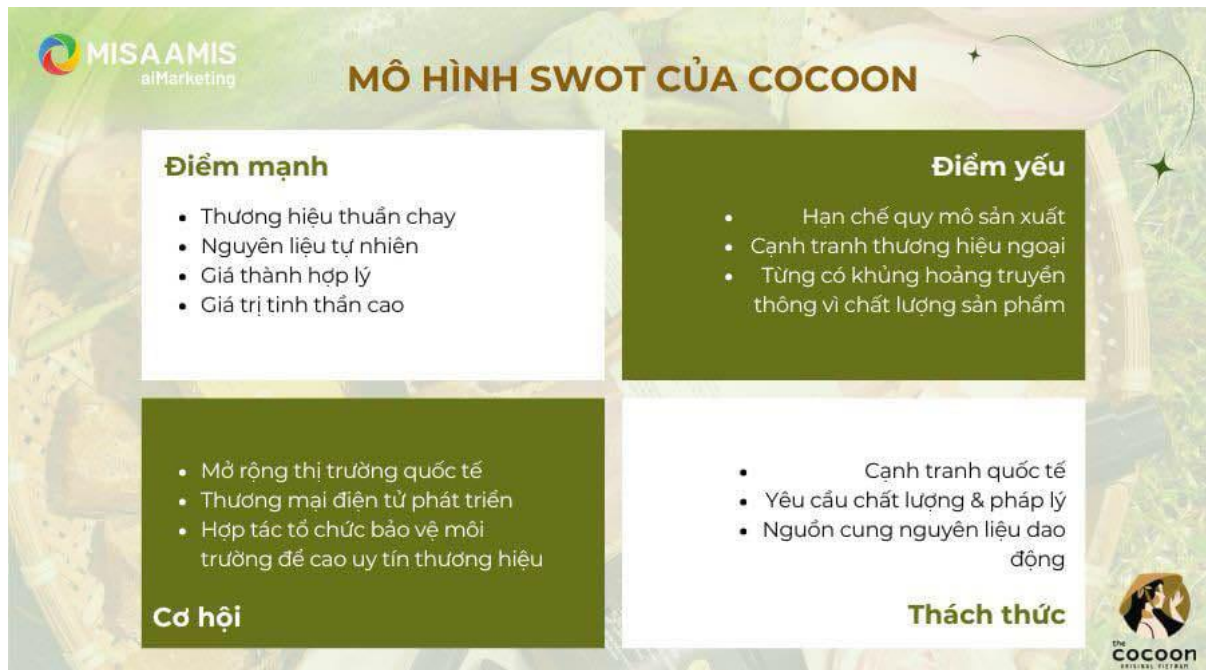 MISA AMIS
aiMarketing
MÔ HÌNH SWOT CỦA COCOON
Điểm mạnh
• Thương hiệu thuần chay
• Nguyên liệu tự nhiên
• Giá thành hợp lý
• Giá trị tinh thần cao
Điểm yếu
• Hạn chế quy mô sản xuất
• Cạnh tranh thương hiệu ngoại
• Từng có khủng hoảng truyền
thông vì chất lượng sản phẩm
• Mở rộng thị trường quốc tế
• Thương mại điện tử phát triển
• Hợp tác tổ chức bảo vệ môi
trường để cao uy tín thương hiệu
Cơ hội
• Cạnh tranh quốc tế
• Yêu cầu chất lượng & pháp lý
• Nguồn cung nguyên liệu dao
động
Thách thức
the
cocoon
ORIGINAL VIETNAM